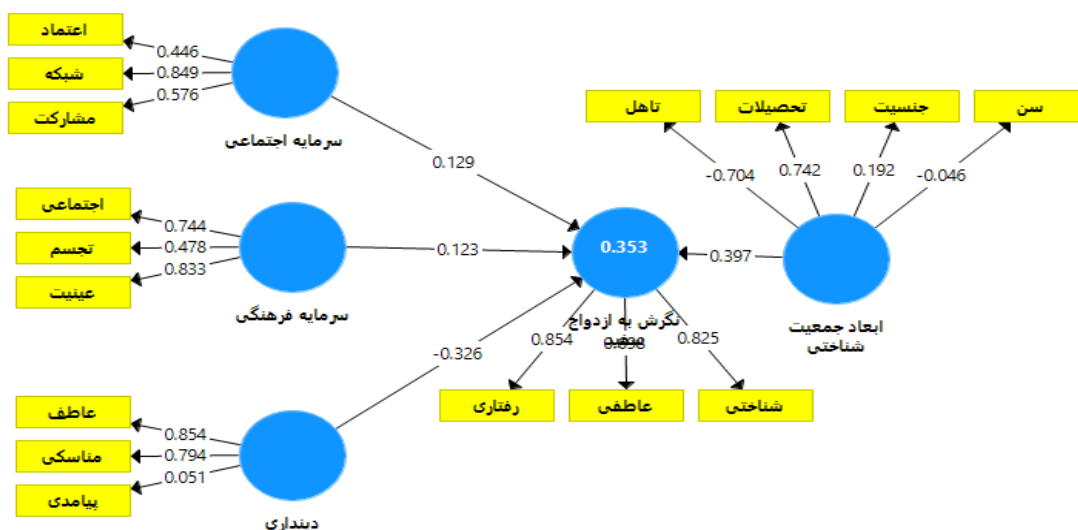 اعتماد
0.446
شبکه
0.849
مشارکت
0.576
سرمایه اجتماعی
0.129
تاهل
تحصیلات
جنسیت
سن
-0.704
0.742
0.192
-0.046
اجتماعی
0.744
تجسم
0.478
عینیت
0.833
سرمایه فرهنگی
0.123
0.353
0.397
نگرش به ازدواج
سفید
ابعاد جمعیت
شناختی
-0.326
0.854
0.825
رفتاری
عاطفی
شناختی
عاطف
0.854
مناسکی
0.794
پیامدی
0.051
دینداری